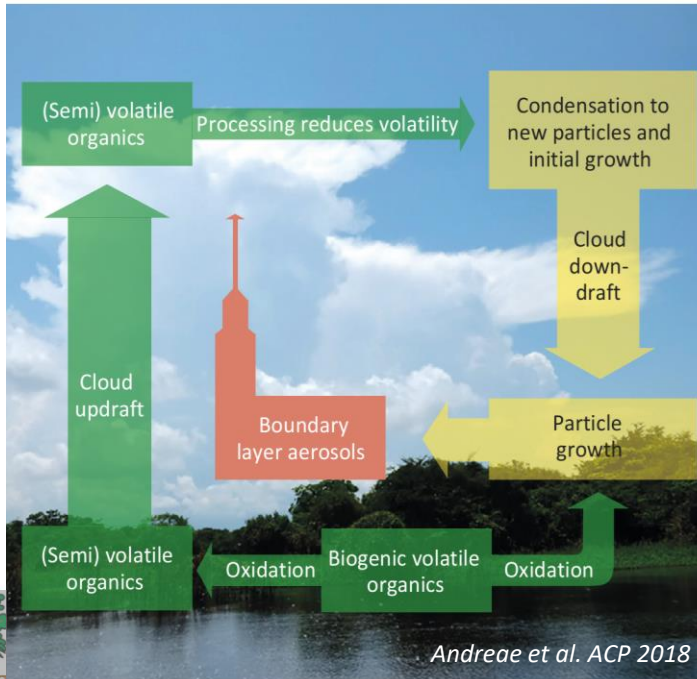 (Semi) volatile
organics
Processing reduces volatility
Condensation to
new particles and
initial growth
Cloud
down-
draft
Cloud
updraft
Boundary
layer aerosols
Particle
growth
(Semi) volatile
organics
Oxidation
Biogenic volatile
organics
Oxidation
Andreae et al. ACP 2018